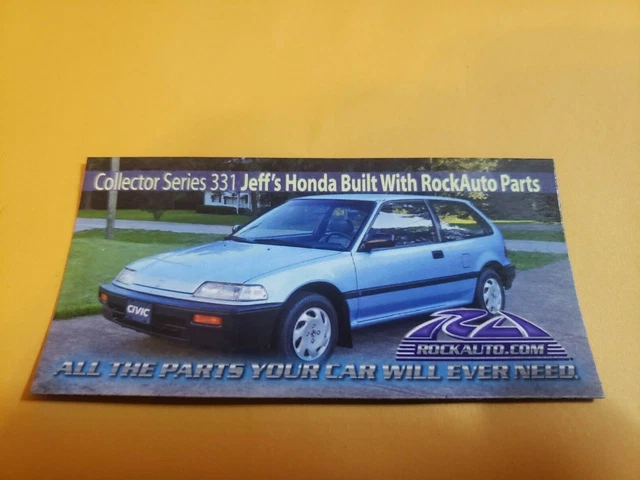 Collector Series 331 Jeff's Honda Built With RockAuto Parts
CIVIC
RA
ROCKAUTO.COM
ALL THE PARTS YOUR CAR WILL EVER NEED.